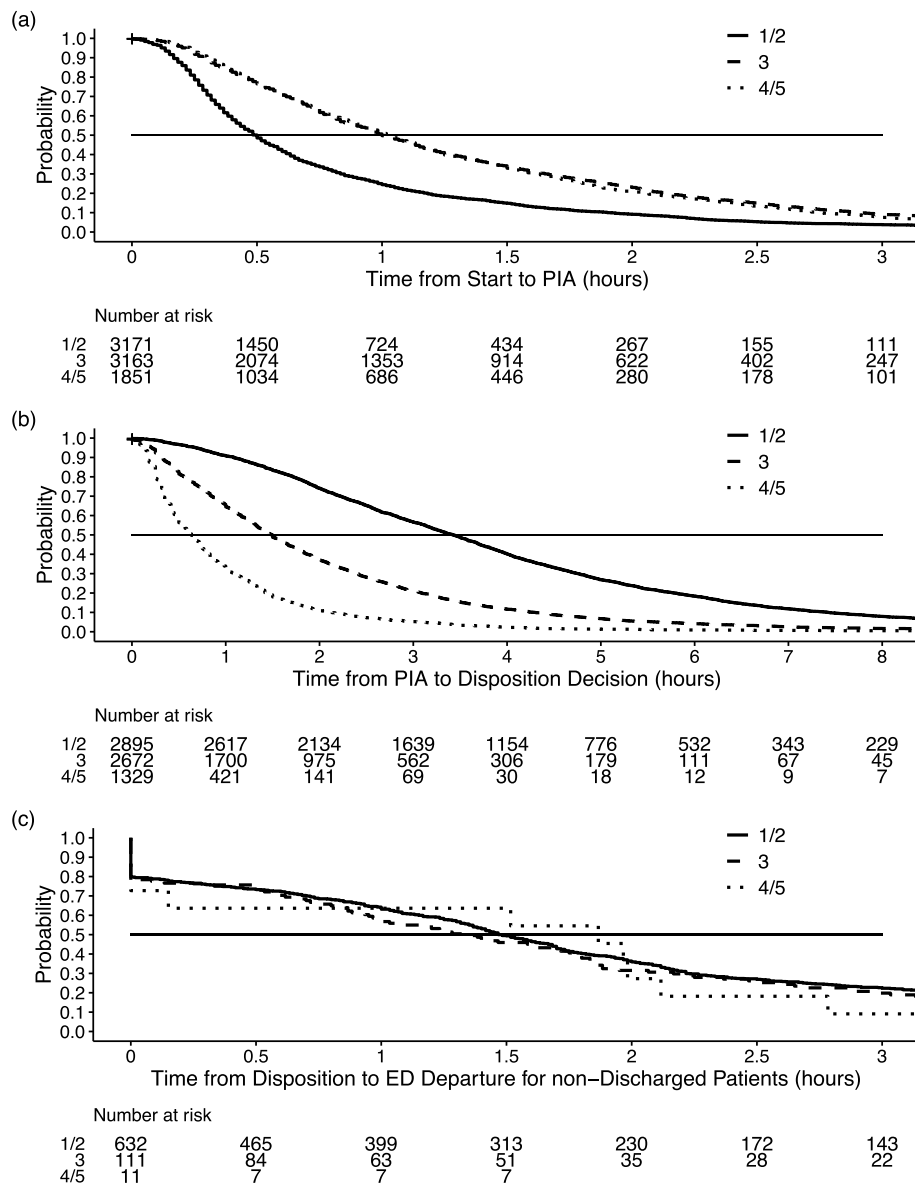 (a)
1/2
3
4/5
1.0
0.9
0.8
0.7
0.6
0.5
0.4
0.3
0.2
0.1
0.0
Probability
0 0.5 1 1.5 2 2.5 3
Time from Start to PIA (hours)
Number at risk
1/2 3171 1450 724 434 267 155 111
3 3163 2074 1353 914 622 402 247
4/5 1851 1034 686 446 280 178 101
(b)
1/2
3
4/5
1.0
0.9
0.8
0.7
0.6
0.5
0.4
0.3
0.2
0.1
0.0
Probability
0 1 2 3 4 5 6 7 8
Time from PIA to Disposition Decision (hours)
Number at risk
1/2 2895 2617 2134 1639 1154 776 532 343 229
3 2672 1700 975 562 306 179 111 67 45
4/5 1329 421 141 69 30 18 12 9 7
(c)
1/2
3
4/5
1.0
0.9
0.8
0.7
0.6
0.5
0.4
0.3
0.2
0.1
0.0
Probability
0 0.5 1 1.5 2 2.5 3
Time from Disposition to ED Departure for non−Discharged Patients (hours)
Number at risk
1/2 632 465 399 313 230 172 143
3 111 84 63 51 35 28 22
4/5 11 7 7 7